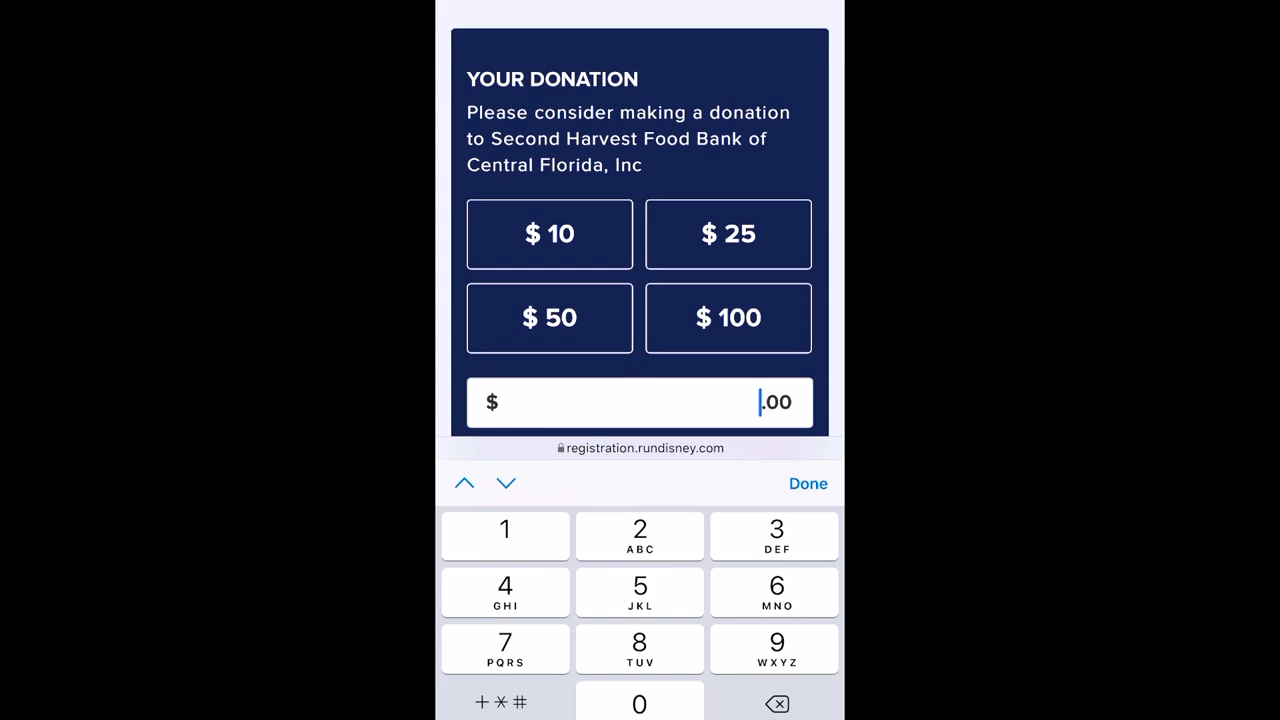 YOUR DONATION
Please consider making a donation
to Second Harvest Food Bank of
Central Florida, Inc
$ 10
$ 25
$ 50
$ 100
$ .00
registration.rundisney.com
Done
1
2
ABC
3
DEF
4
GHI
5
JKL
6
MNO
7
PQRS
8
TUV
9
WXYZ
+*#
0